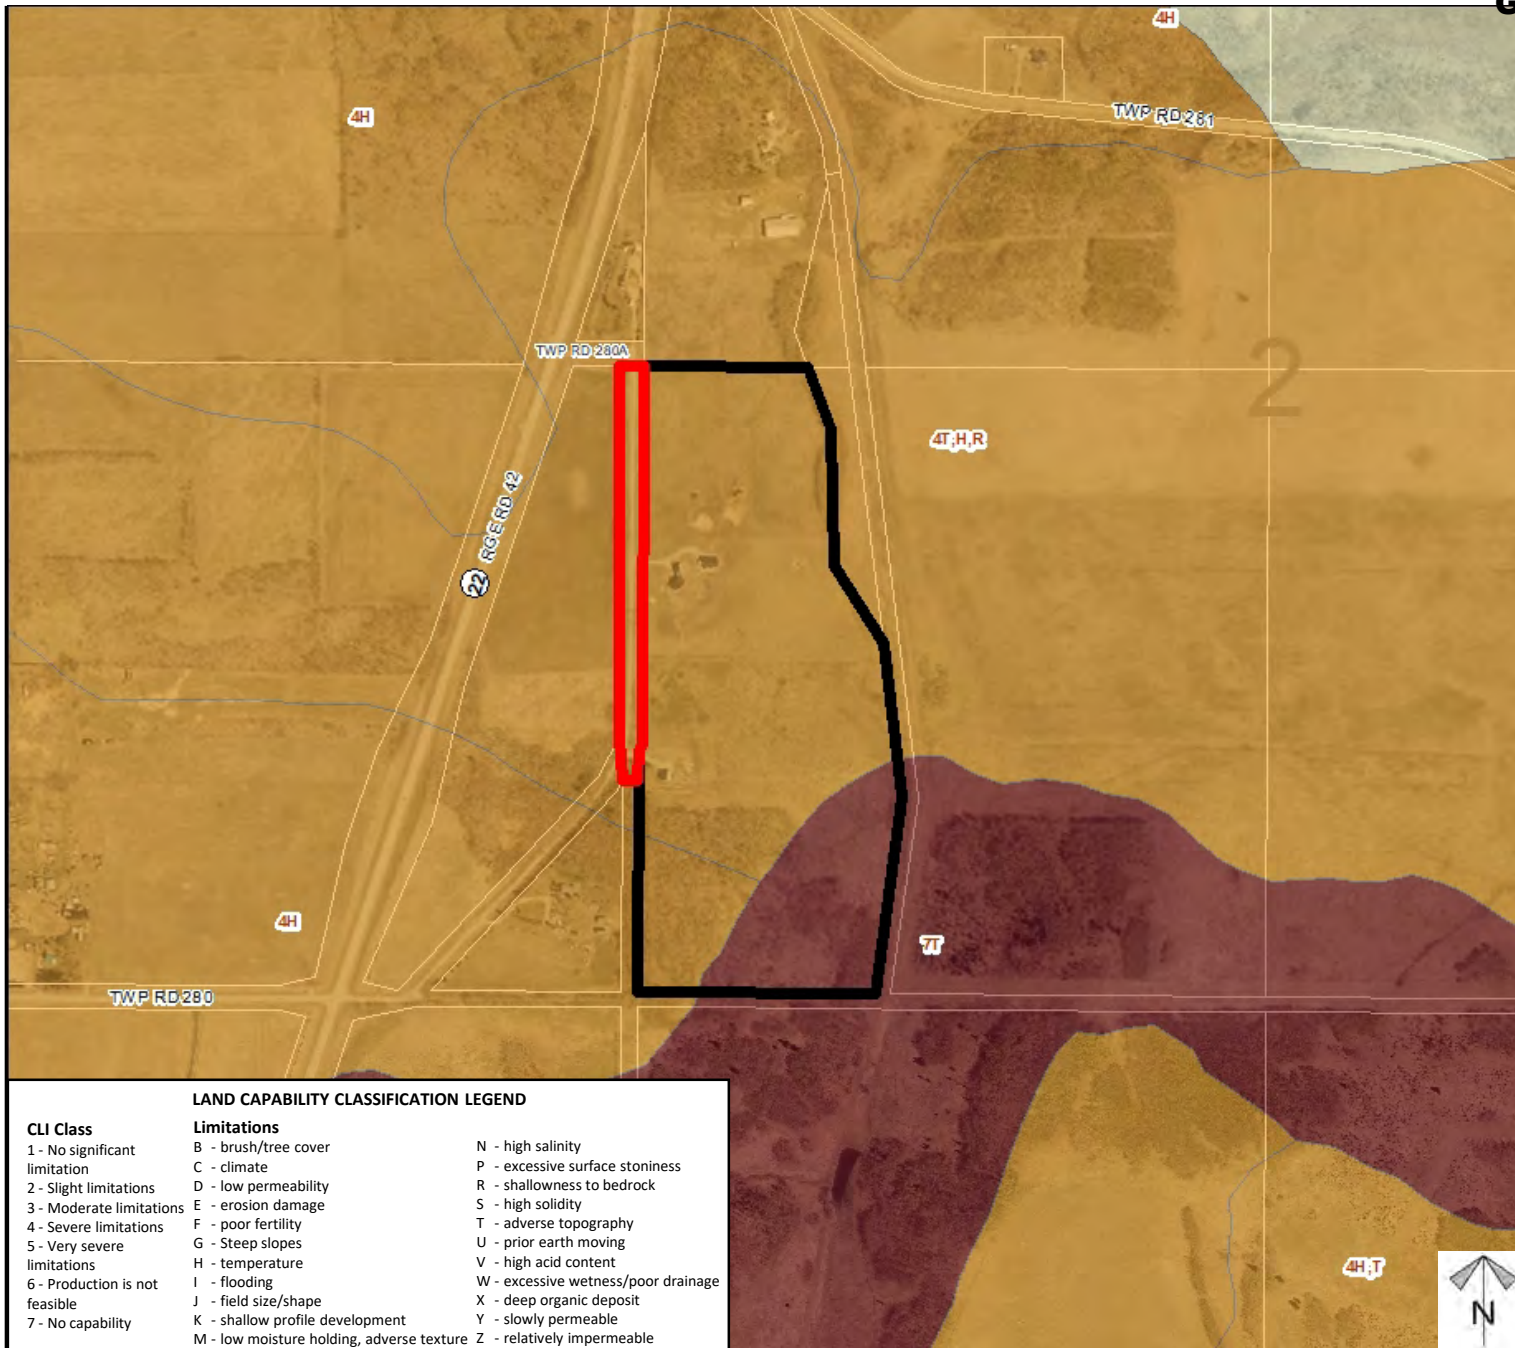 4H
4H
TWP RD 281
TWP RD 280A
2
4T,H,R
RGE RD 42
22
4H
7T
TWP RD 280
4H,T
N
LAND CAPABILITY CLASSIFICATION LEGEND
CLI Class
1 - No significant
limitation
2 - Slight limitations
3 - Moderate limitations
4 - Severe limitations
5 - Very severe
limitations
6 - Production is not
feasible
7 - No capability
Limitations
B - brush/tree cover
C - climate
D - low permeability
E - erosion damage
F - poor fertility
G - Steep slopes
H - temperature
I - flooding
J - field size/shape
K - shallow profile development
M - low moisture holding, adverse texture
N - high salinity
P - excessive surface stoniness
R - shallowness to bedrock
S - high solidity
T - adverse topography
U - prior earth moving
V - high acid content
W - excessive wetness/poor drainage
X - deep organic deposit
Y - slowly permeable
Z - relatively impermeable